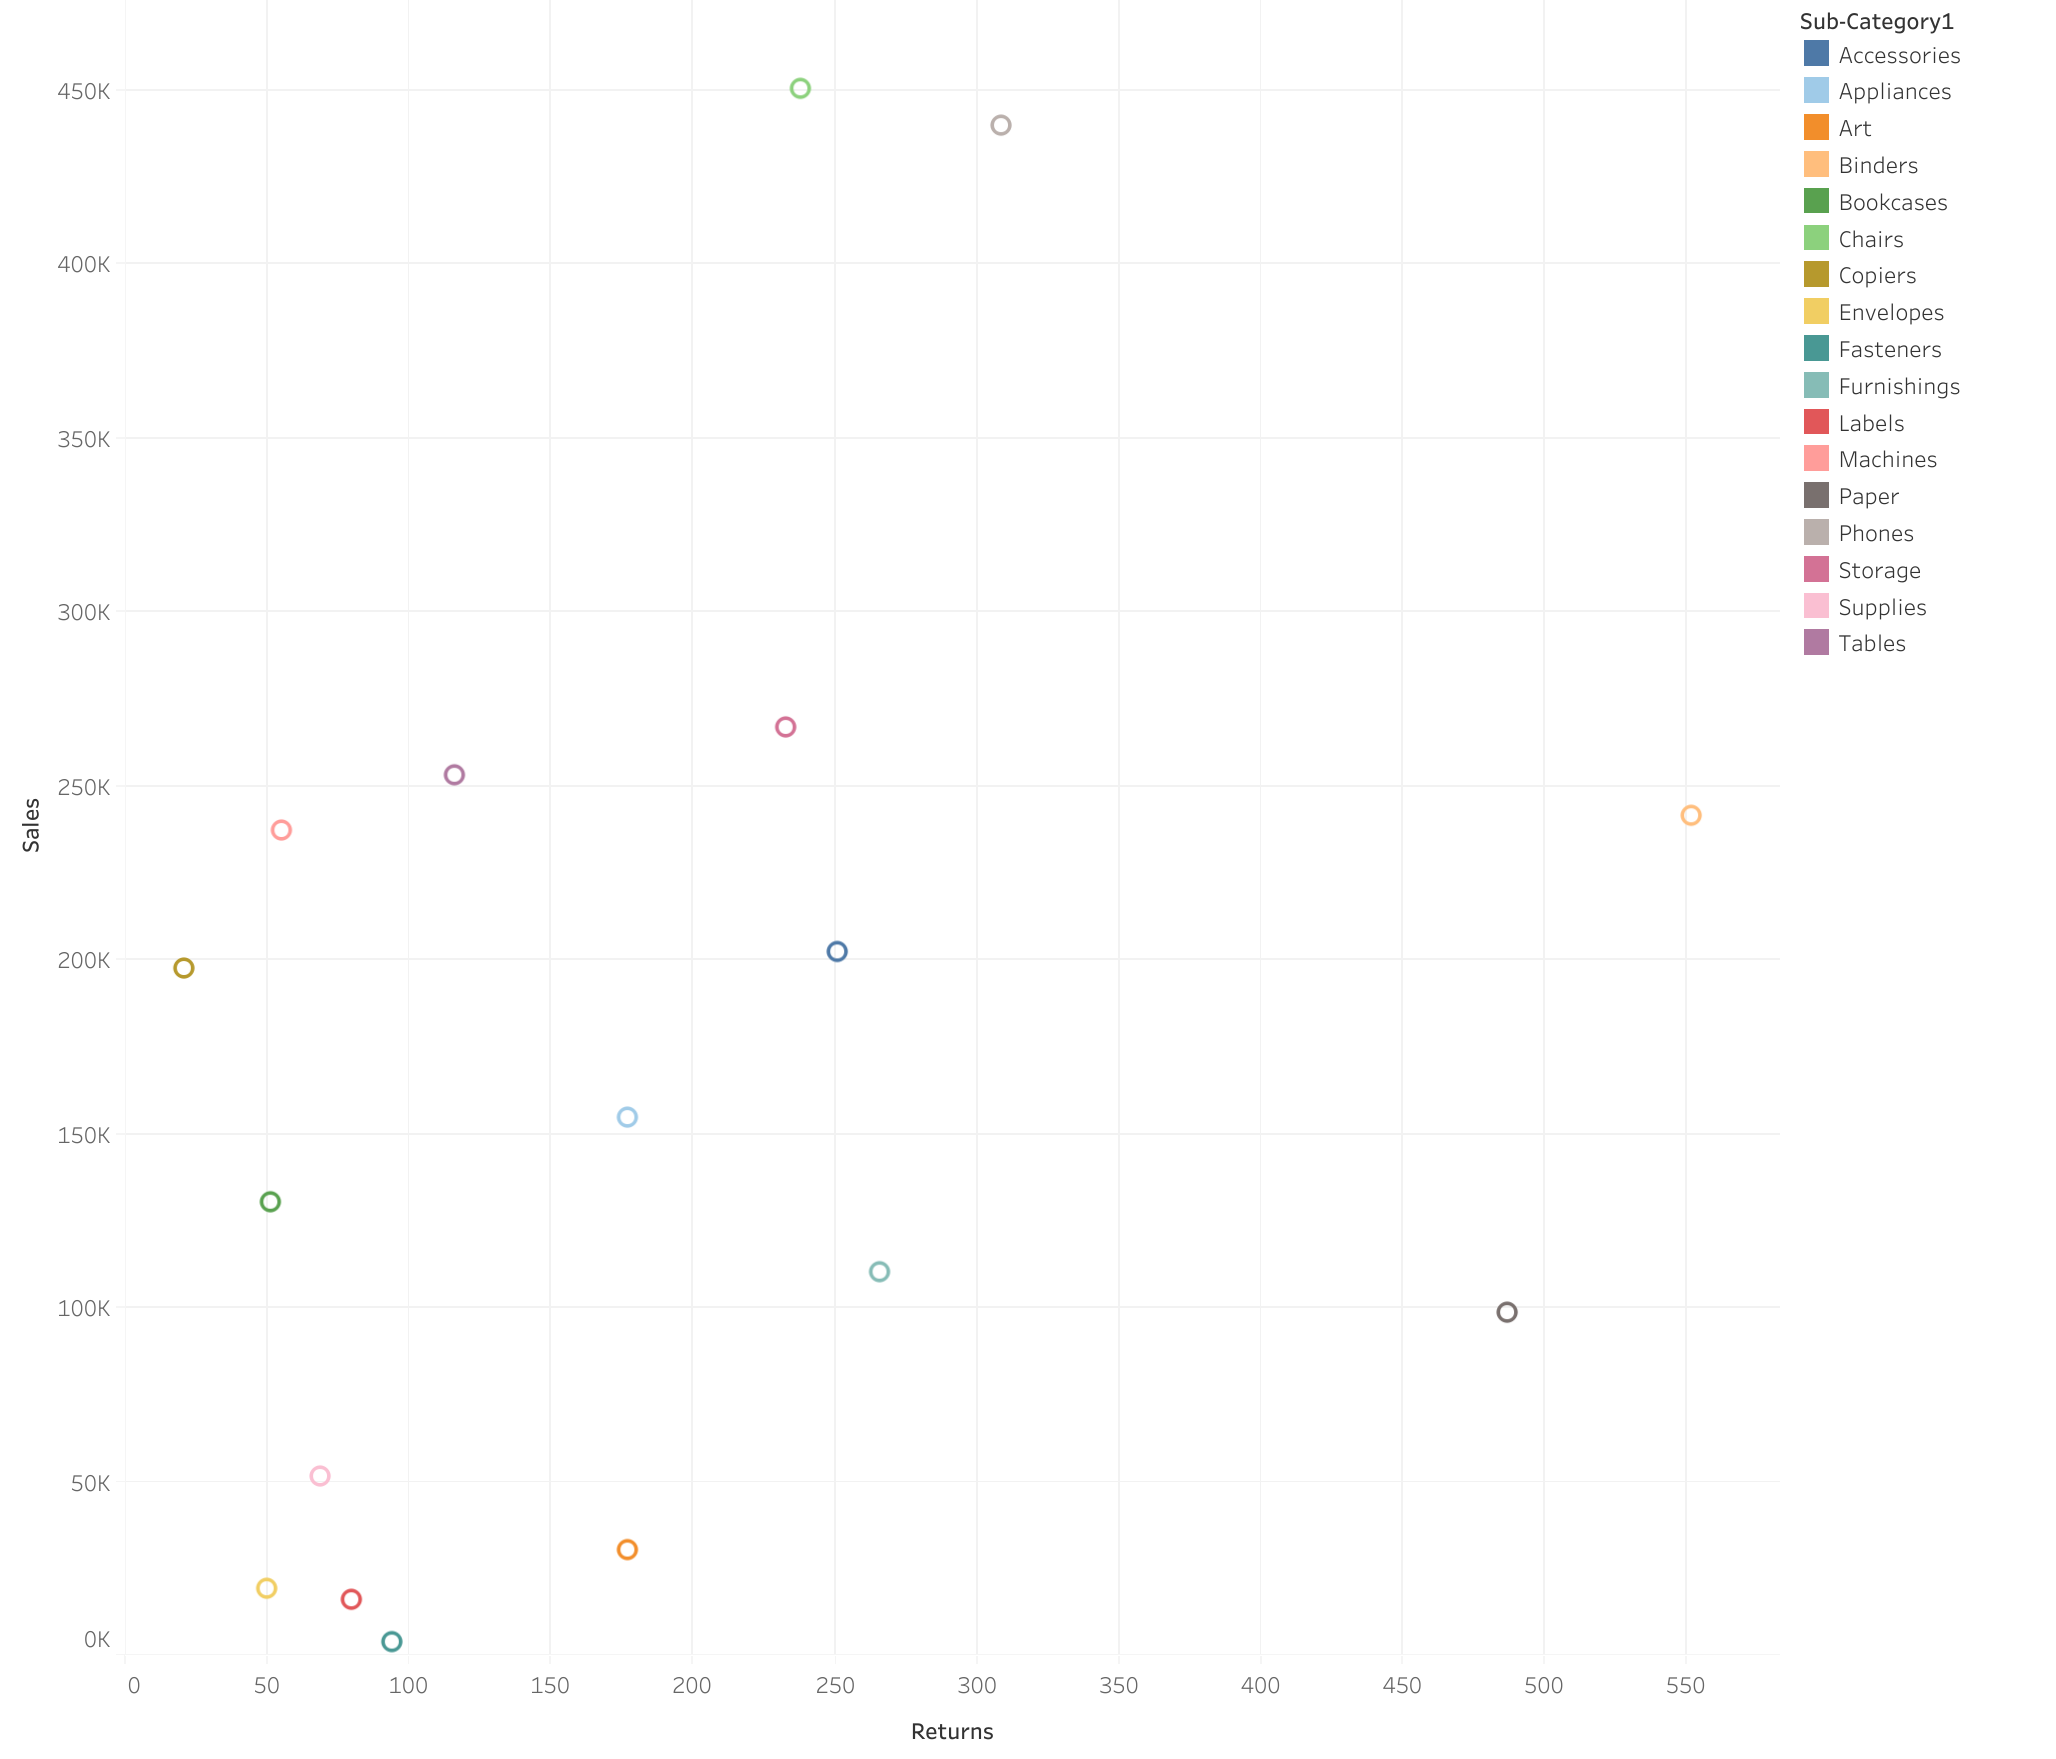 Sub-Category1
Accessories
Appliances
Art
Binders
Bookcases
Chairs
Copiers
Envelopes
Fasteners
Furnishings
Labels
Machines
Paper
Phones
Storage
Supplies
Tables
450K
400K
350K
300K
250K
200K
150K
100K
50K
0K
Sales
0 50 100 150 200 250 300 350 400 450 500 550
Returns